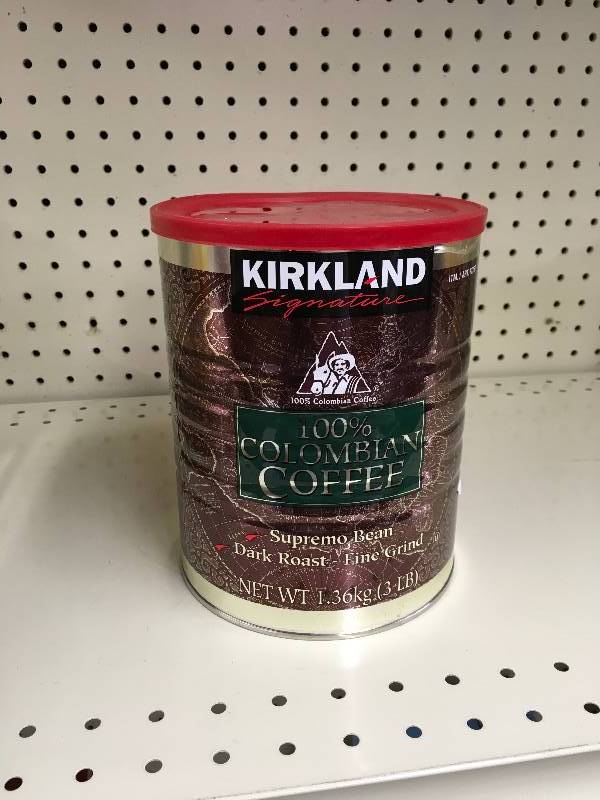 KIRKLAND
Signature
100% Colombian Coffee
100%
COLOMBIAN
COFFEE
Supremo Bean
Dark Roast Fine Grind
NET WT 1.36kg (3 LB)